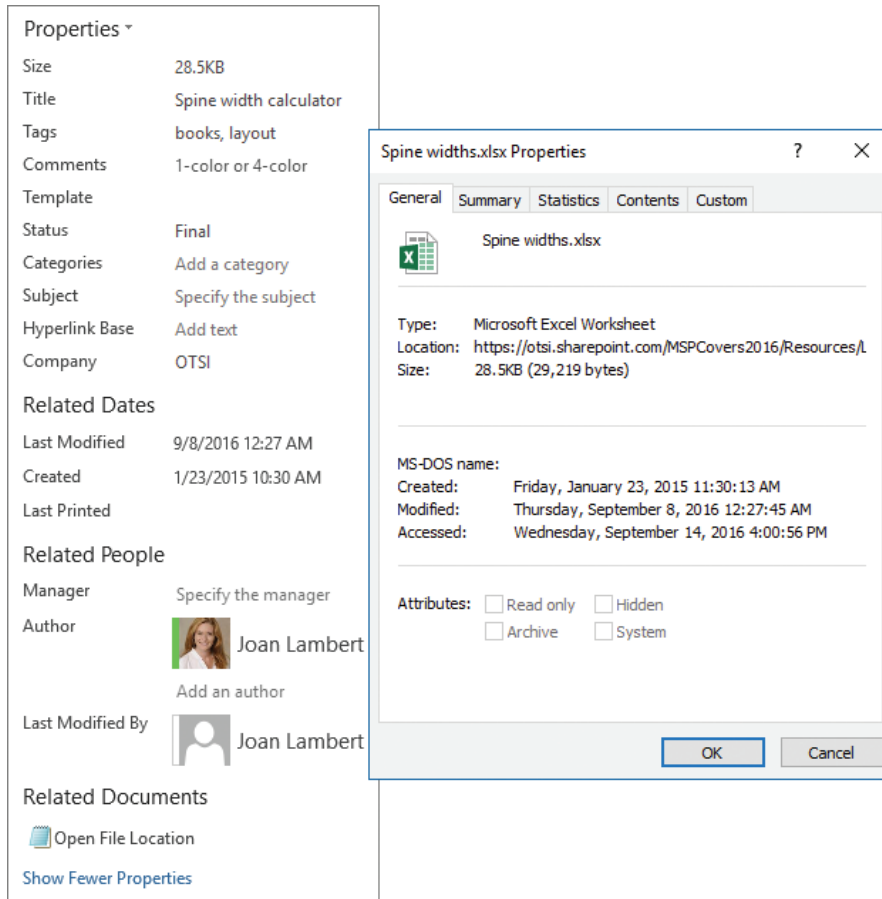 Properties
Size 28.5KB
Title Spine width calculator
Tags books, layout
Comments 1-color or 4-color
Template
Status Final
Categories Add a category
Subject Specify the subject
Hyperlink Base Add text
Company OTSI
Related Dates
Last Modified 9/8/2016 12:27 AM
Created 1/23/2015 10:30 AM
Last Printed
Related People
Manager Specify the manager
Author Joan Lambert
Add an author
Last Modified By Joan Lambert
Related Documents
Open File Location
Show Fewer Properties
Spine widths.xlsx Properties ? X
General Summary Statistics Contents Custom
Spine widths.xlsx
Type: Microsoft Excel Worksheet
Location: https://otsi.sharepoint.com/MSPCovers2016/Resources/L
Size: 28.5KB (29,219 bytes)
MS-DOS name:
Created: Friday, January 23, 2015 11:30:13 AM
Modified: Thursday, September 8, 2016 12:27:45 AM
Accessed: Wednesday, September 14, 2016 4:00:56 PM
Attributes: Read only Hidden
Archive System
OK Cancel